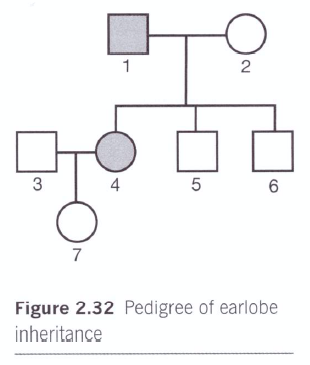 1 2
3 4 5 6
7
Figure 2.32 Pedigree of earlobe
inheritance